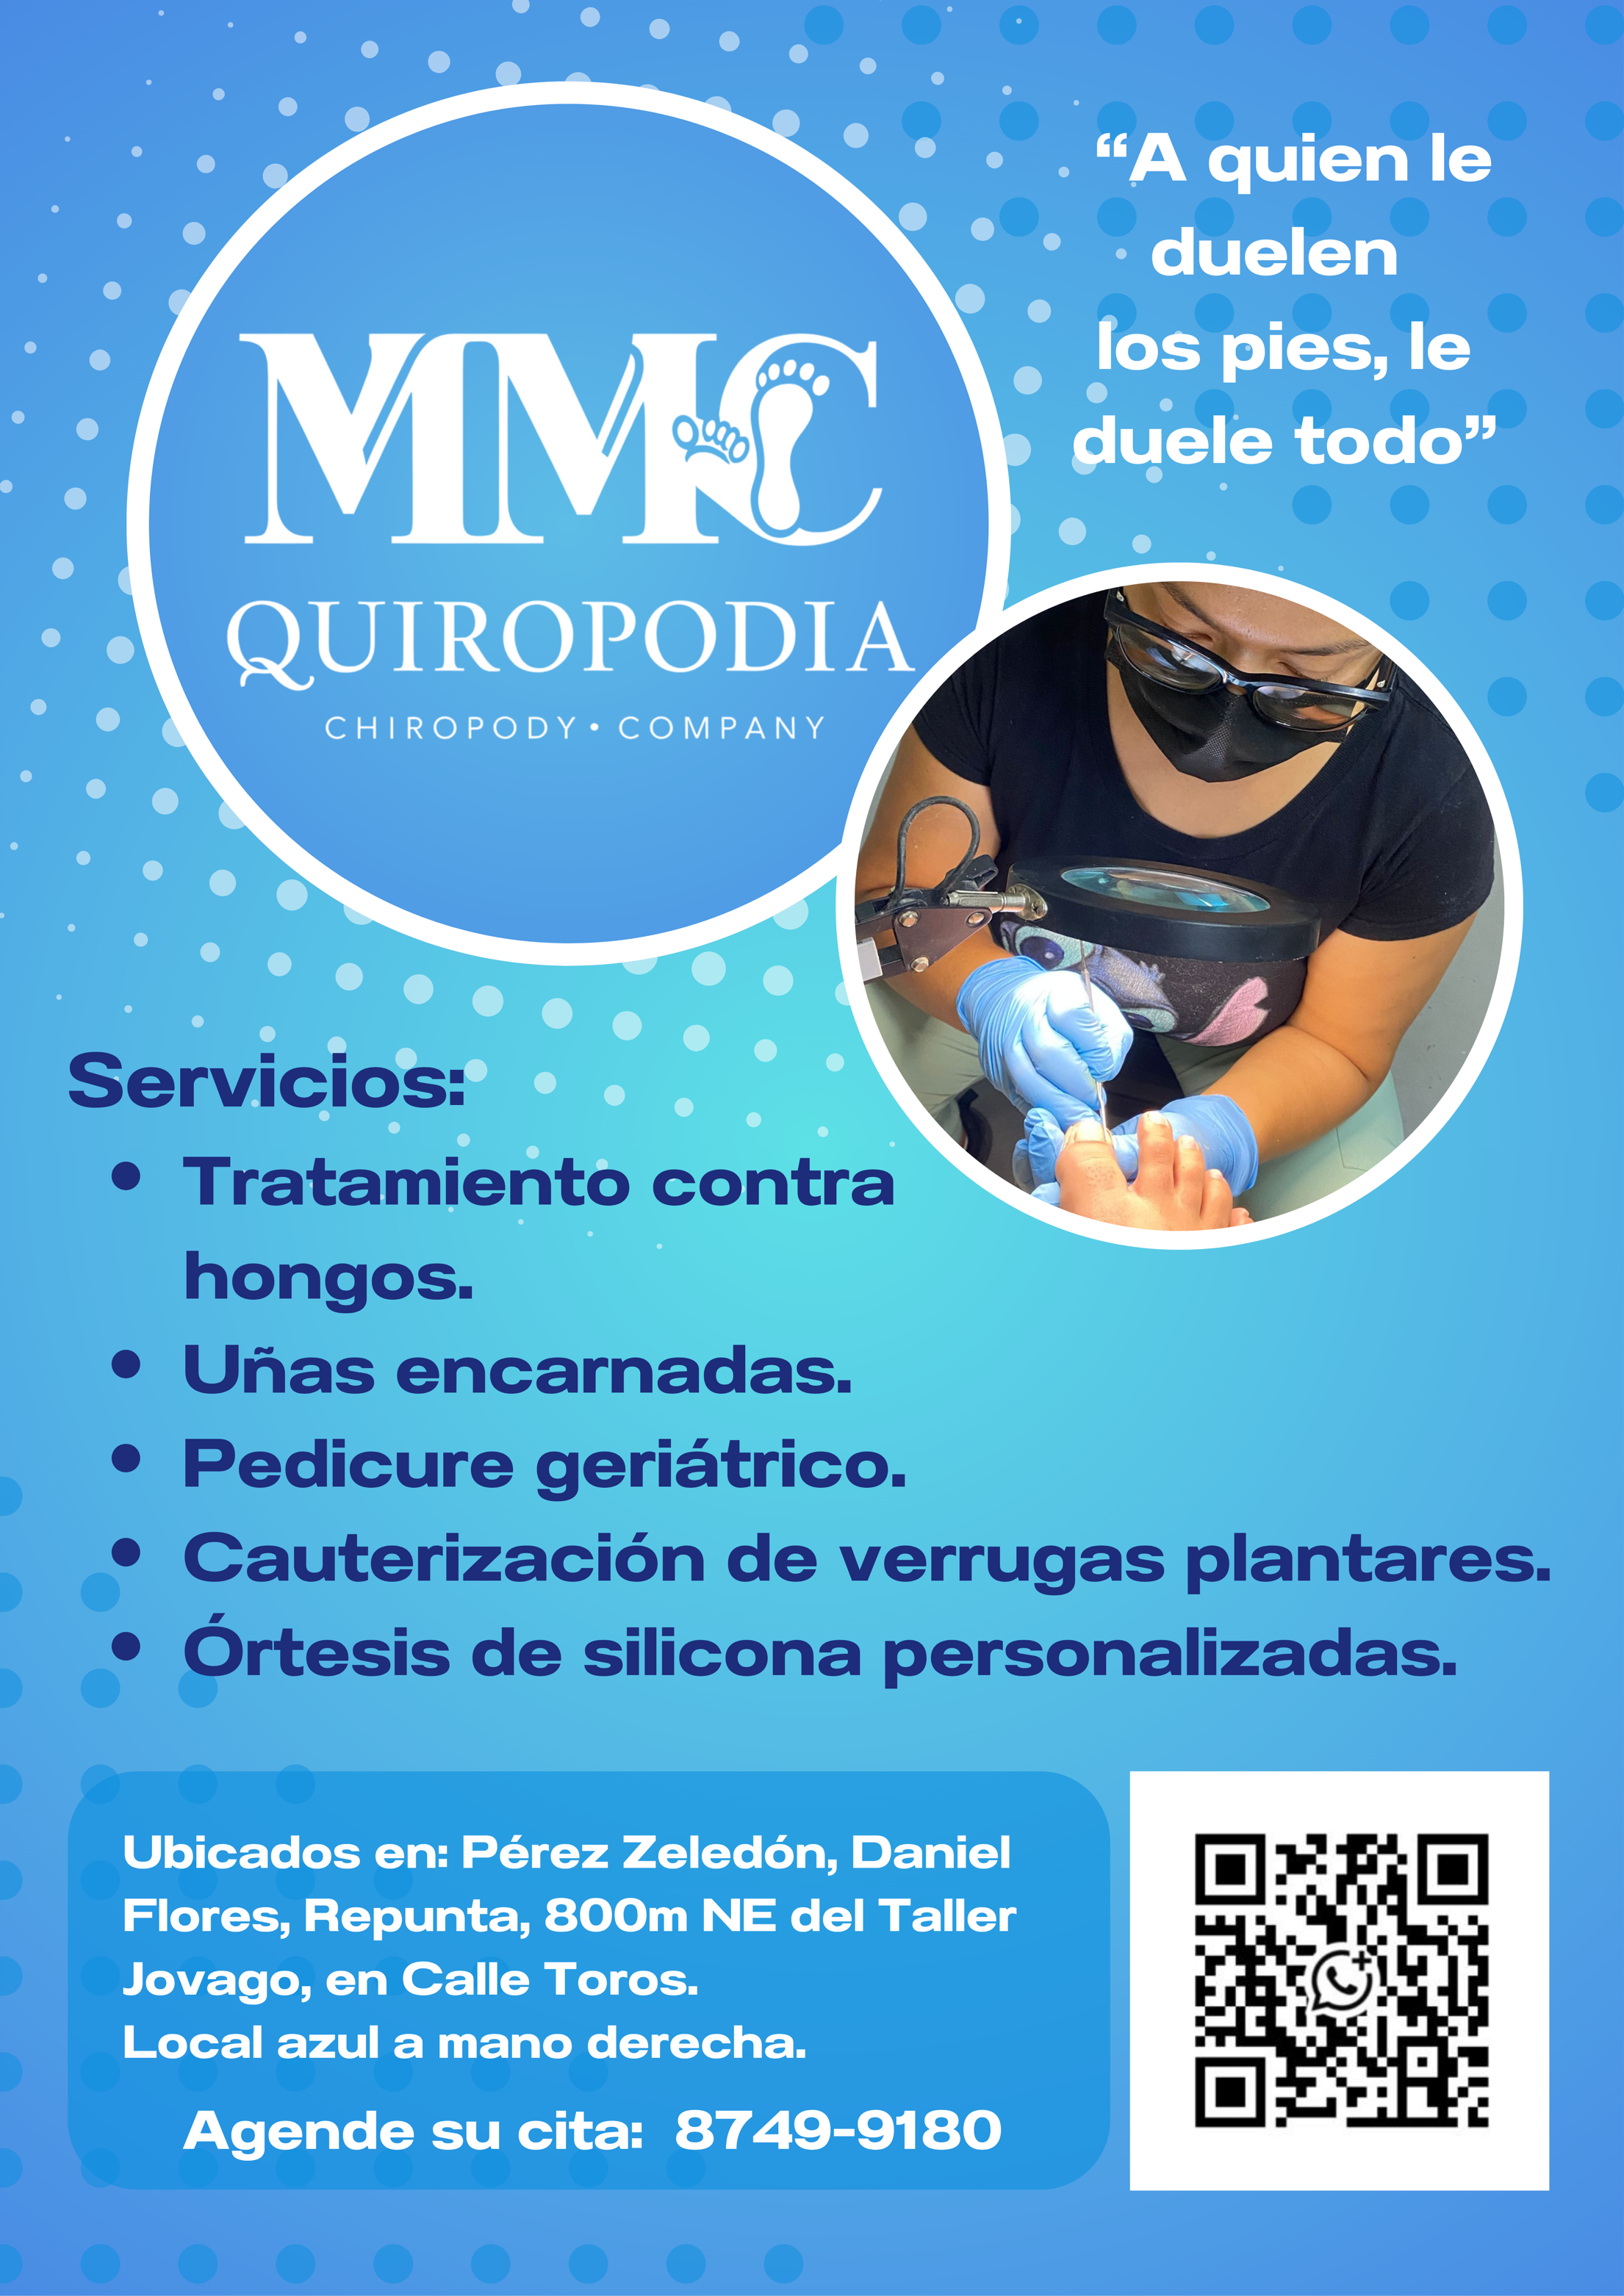 “A quien le
duelen
los pies, le
duele todo”
MMC
QUIROPODIA
CHIROPODY • COMPANY
Servicios:
• Tratamiento contra
hongos.
• Uñas encarnadas.
• Pedicure geriátrico.
• Cauterización de verrugas plantares.
• Órtesis de silicona personalizadas.
Ubicados en: Pérez Zeledón, Daniel
Flores, Repunta, 800m NE del Taller
Jovago, en Calle Toros.
Local azul a mano derecha.
Agende su cita: 8749-9180